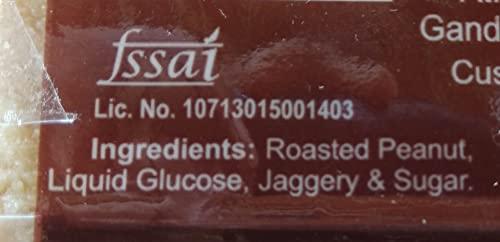 fssai
Gand
Cus
Lic. No. 10713015001403
Ingredients: Roasted Peanut,
Liquid Glucose, Jaggery & Sugar.